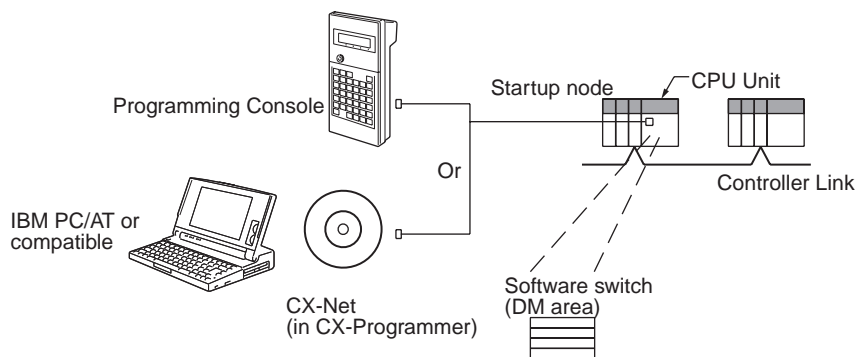 Startup node
CPU Unit
Programming Console
Or
Controller Link
IBM PC/AT or
compatible
CX-Net
(in CX-Programmer)
Software switch
(DM area)